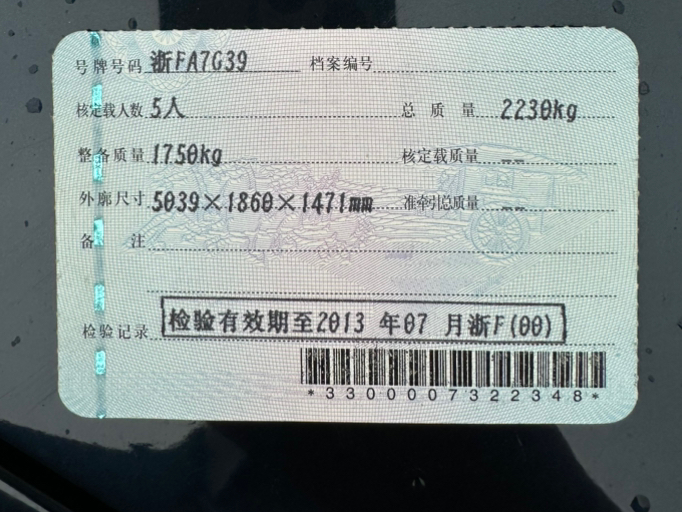 号牌号码 浙FA7G39 档案编号
核定载人数 5人 总质量 2230kg
整备质量 1750kg 核定载质量 --
外廓尺寸 5039×1860×1471mm 准牵引总质量 --
备注
检验记录 检验有效期至2013 年07 月浙F(00)
*3300007322348*